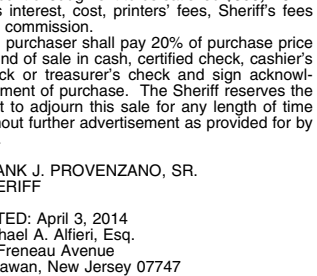 s interest, cost, printers' fees, Sheriff's fees
commission.
purchaser shall pay 20% of purchase price
nd of sale in cash, certified check, cashier's
ck or treasurer's check and sign acknowl-
ment of purchase. The Sheriff reserves the
t to adjourn this sale for any length of time
out further advertisement as provided for by
ANK J. PROVENZANO, SR.
ERIFF
TED: April 3, 2014
hael A. Alfieri, Esq.
Freneau Avenue
awan, New Jersey 07747